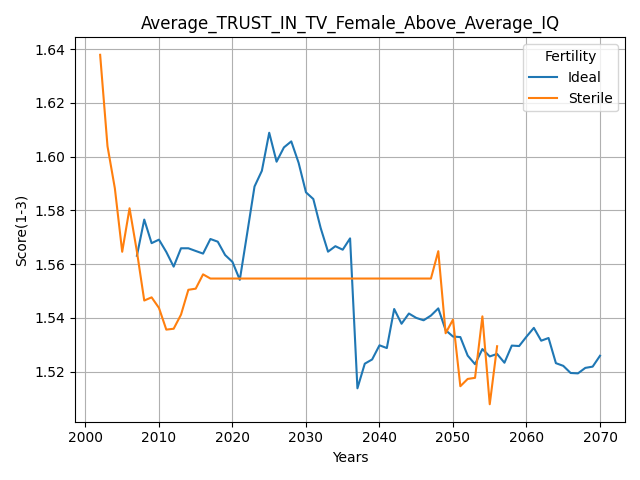 Average_TRUST_IN_TV_Female_Above_Average_IQ
Fertility
Ideal
Sterile
Score(1-3)
1.64
1.62
1.60
1.58
1.56
1.54
1.52
2000 2010 2020 2030 2040 2050 2060 2070
Years